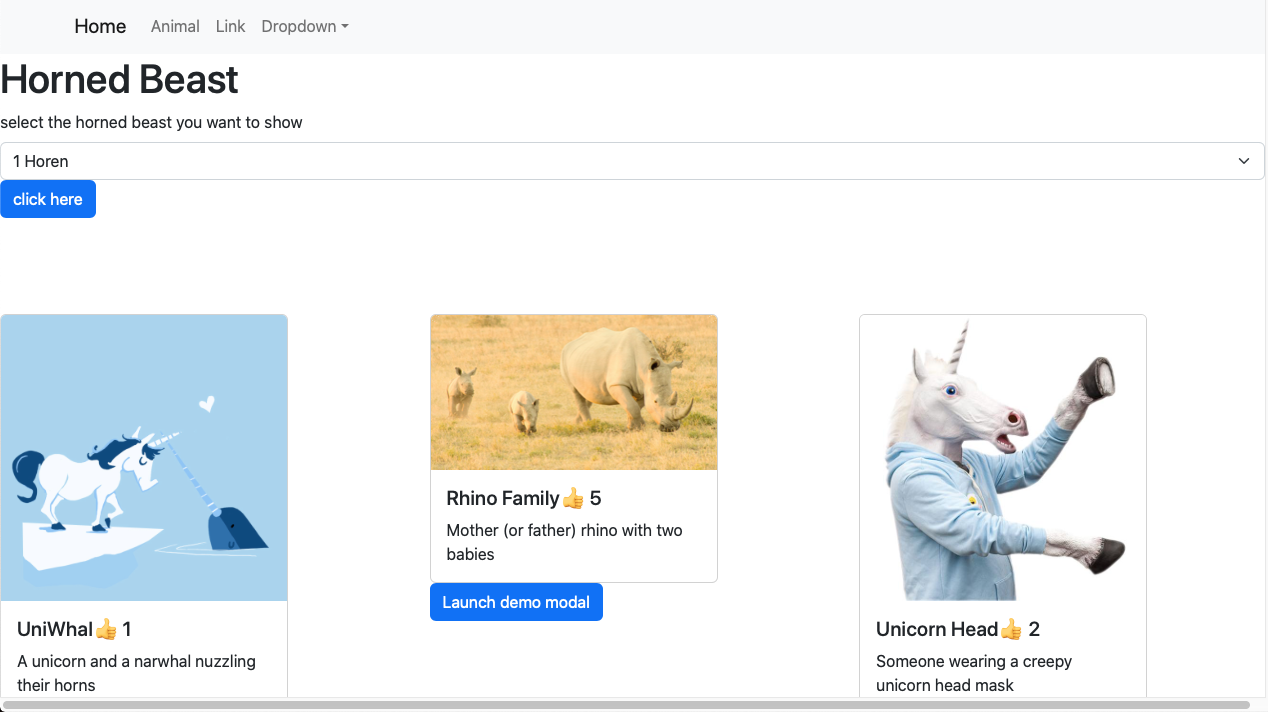 Home Animal Link Dropdown
Horned Beast
select the horned beast you want to show
1 Horen
click here
UniWhal👍 1
A unicorn and a narwhal nuzzling
their horns
Rhino Family👍 5
Mother (or father) rhino with two
babies
Launch demo modal
Unicorn Head👍 2
Someone wearing a creepy
unicorn head mask